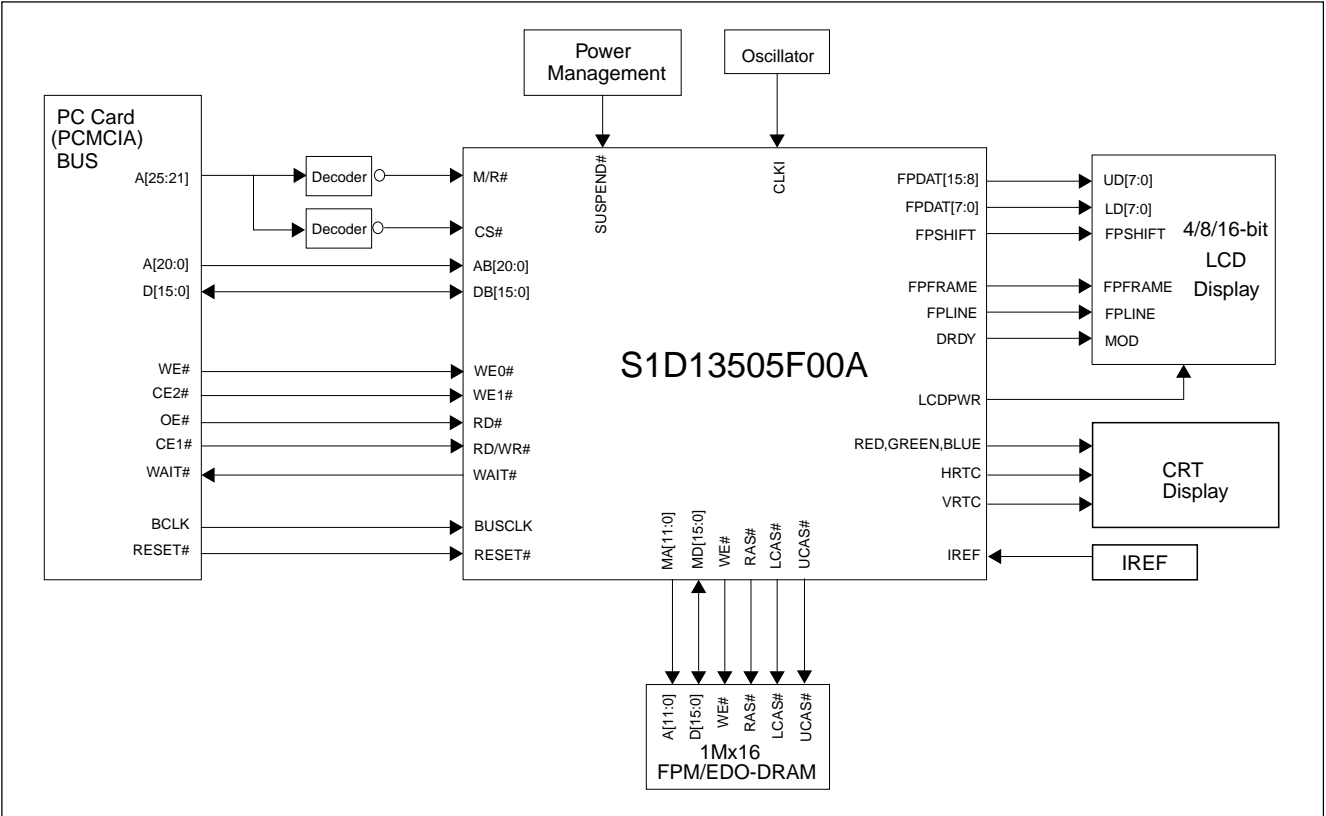 Power
Management
Oscillator
PC Card
(PCMCIA)
BUS
A[25:21]
Decoder
Decoder
A[20:0]
D[15:0]
WE#
CE2#
OE#
CE1#
WAIT#
BCLK
RESET#
SUSPEND#
CLKI
M/R#
CS#
AB[20:0]
DB[15:0]
WE0#
WE1#
RD#
RD/WR#
WAIT#
BUSCLK
RESET#
S1D13505F00A
FPDAT[15:8]
FPDAT[7:0]
FPSHIFT
FPFRAME
FPLINE
DRDY
LCDPWR
RED,GREEN,BLUE
HRTC
VRTC
IREF
UD[7:0]
LD[7:0]
FPSHIFT
FPFRAME
FPLINE
MOD
4/8/16-bit
LCD
Display
CRT
Display
IREF
MA[11:0]
MD[15:0]
WE#
RAS#
LCAS#
UCAS#
A[11:0]
D[15:0]
WE#
RAS#
LCAS#
UCAS#
1Mx16
FPM/EDO-DRAM